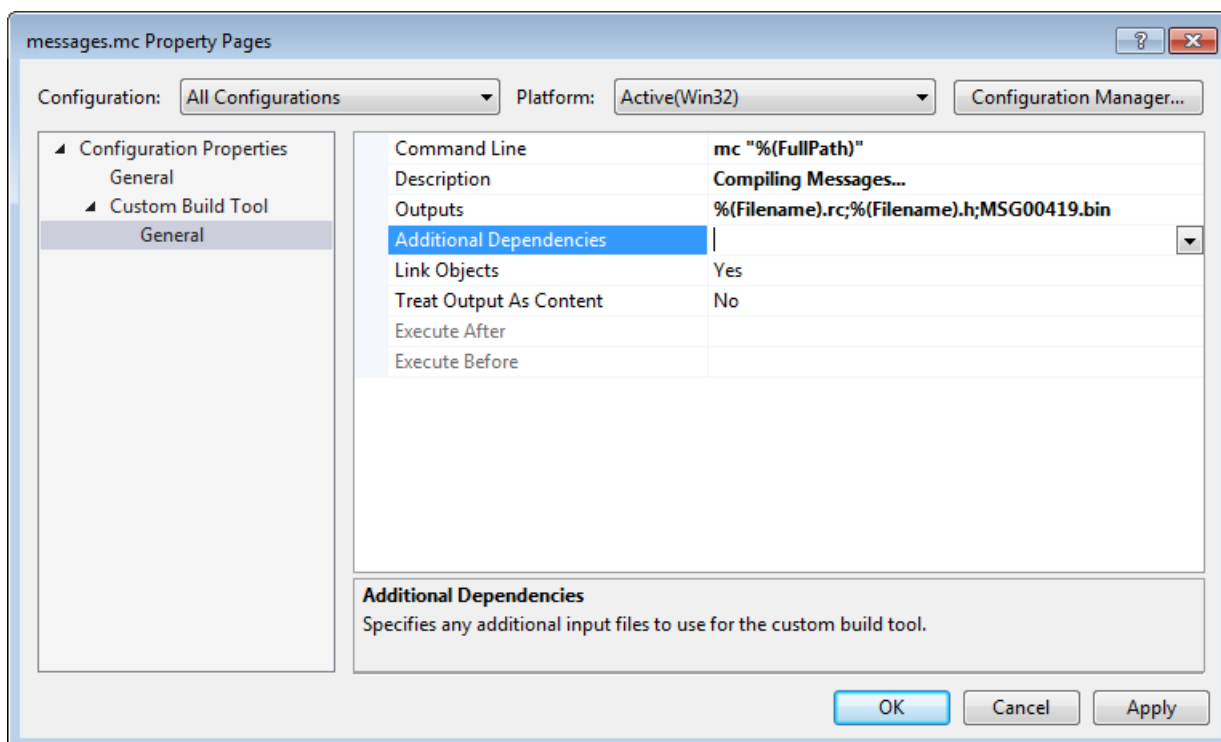 messages.mc Property Pages
Configuration: All Configurations Platform: Active(Win32) Configuration Manager...
Configuration Properties
General
Custom Build Tool
General
Command Line mc "%(FullPath)"
Description Compiling Messages...
Outputs %(Filename).rc;%(Filename).h;MSG00419.bin
Additional Dependencies
Link Objects Yes
Treat Output As Content No
Execute After
Execute Before
Additional Dependencies
Specifies any additional input files to use for the custom build tool.
OK Cancel Apply